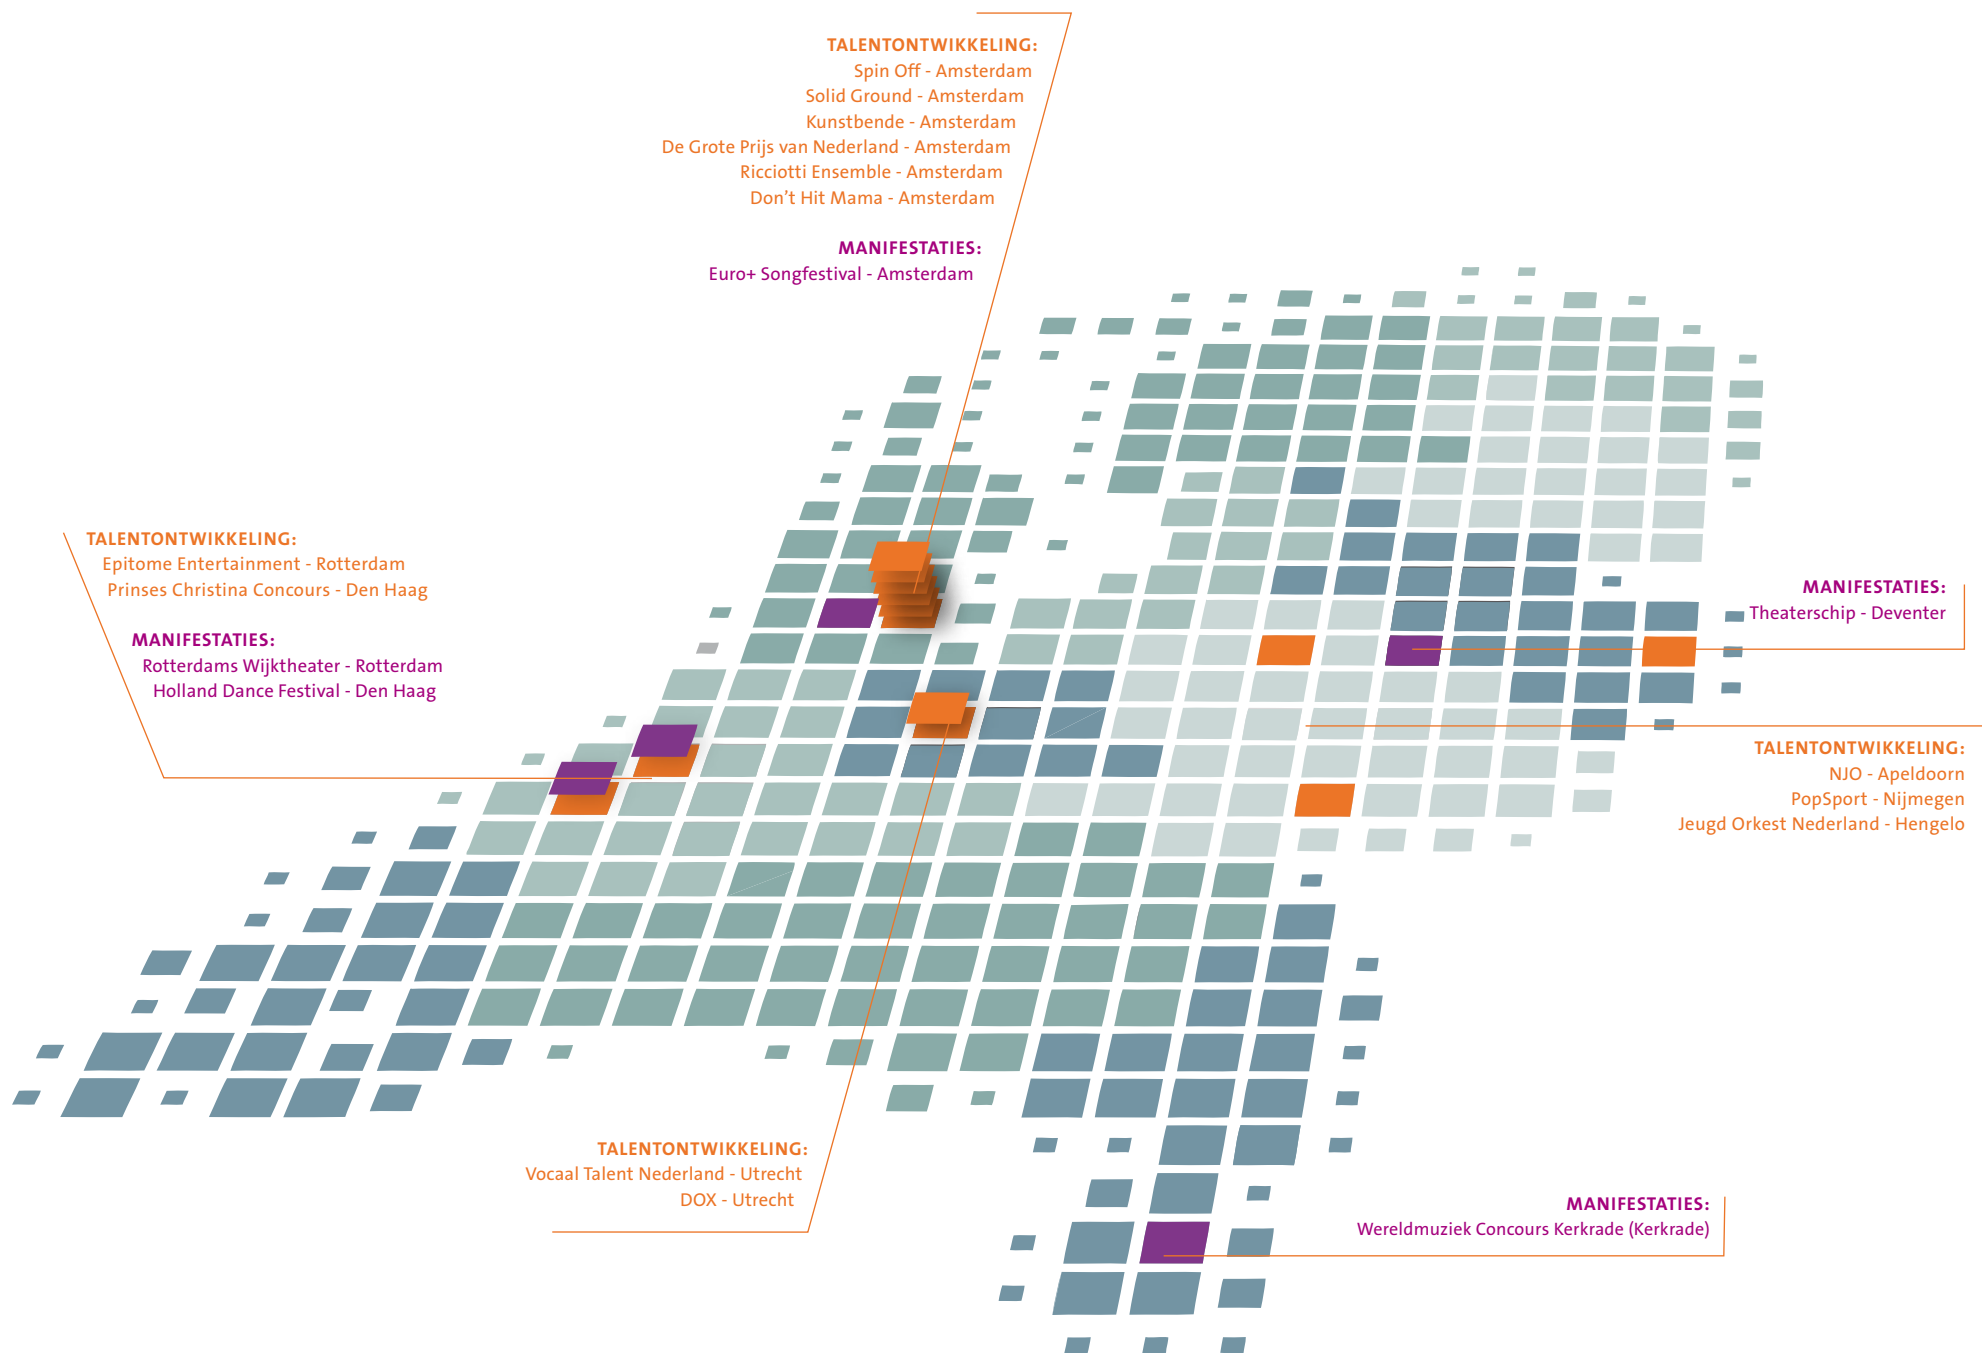 TALENTONTWIKKELING:
Spin Off - Amsterdam
Solid Ground - Amsterdam
Kunstbende - Amsterdam
De Grote Prijs van Nederland - Amsterdam
Ricciotti Ensemble - Amsterdam
Don’t Hit Mama - Amsterdam
MANIFESTATIES:
Euro+ Songfestival - Amsterdam
TALENTONTWIKKELING:
Epitome Entertainment - Rotterdam
Prinses Christina Concours - Den Haag
MANIFESTATIES:
Rotterdams Wijktheater - Rotterdam
Holland Dance Festival - Den Haag
MANIFESTATIES:
Theaterschip - Deventer
TALENTONTWIKKELING:
NJO - Apeldoorn
PopSport - Nijmegen
Jeugd Orkest Nederland - Hengelo
TALENTONTWIKKELING:
Vocaal Talent Nederland - Utrecht
DOX - Utrecht
MANIFESTATIES:
Wereldmuziek Concours Kerkrade (Kerkrade)